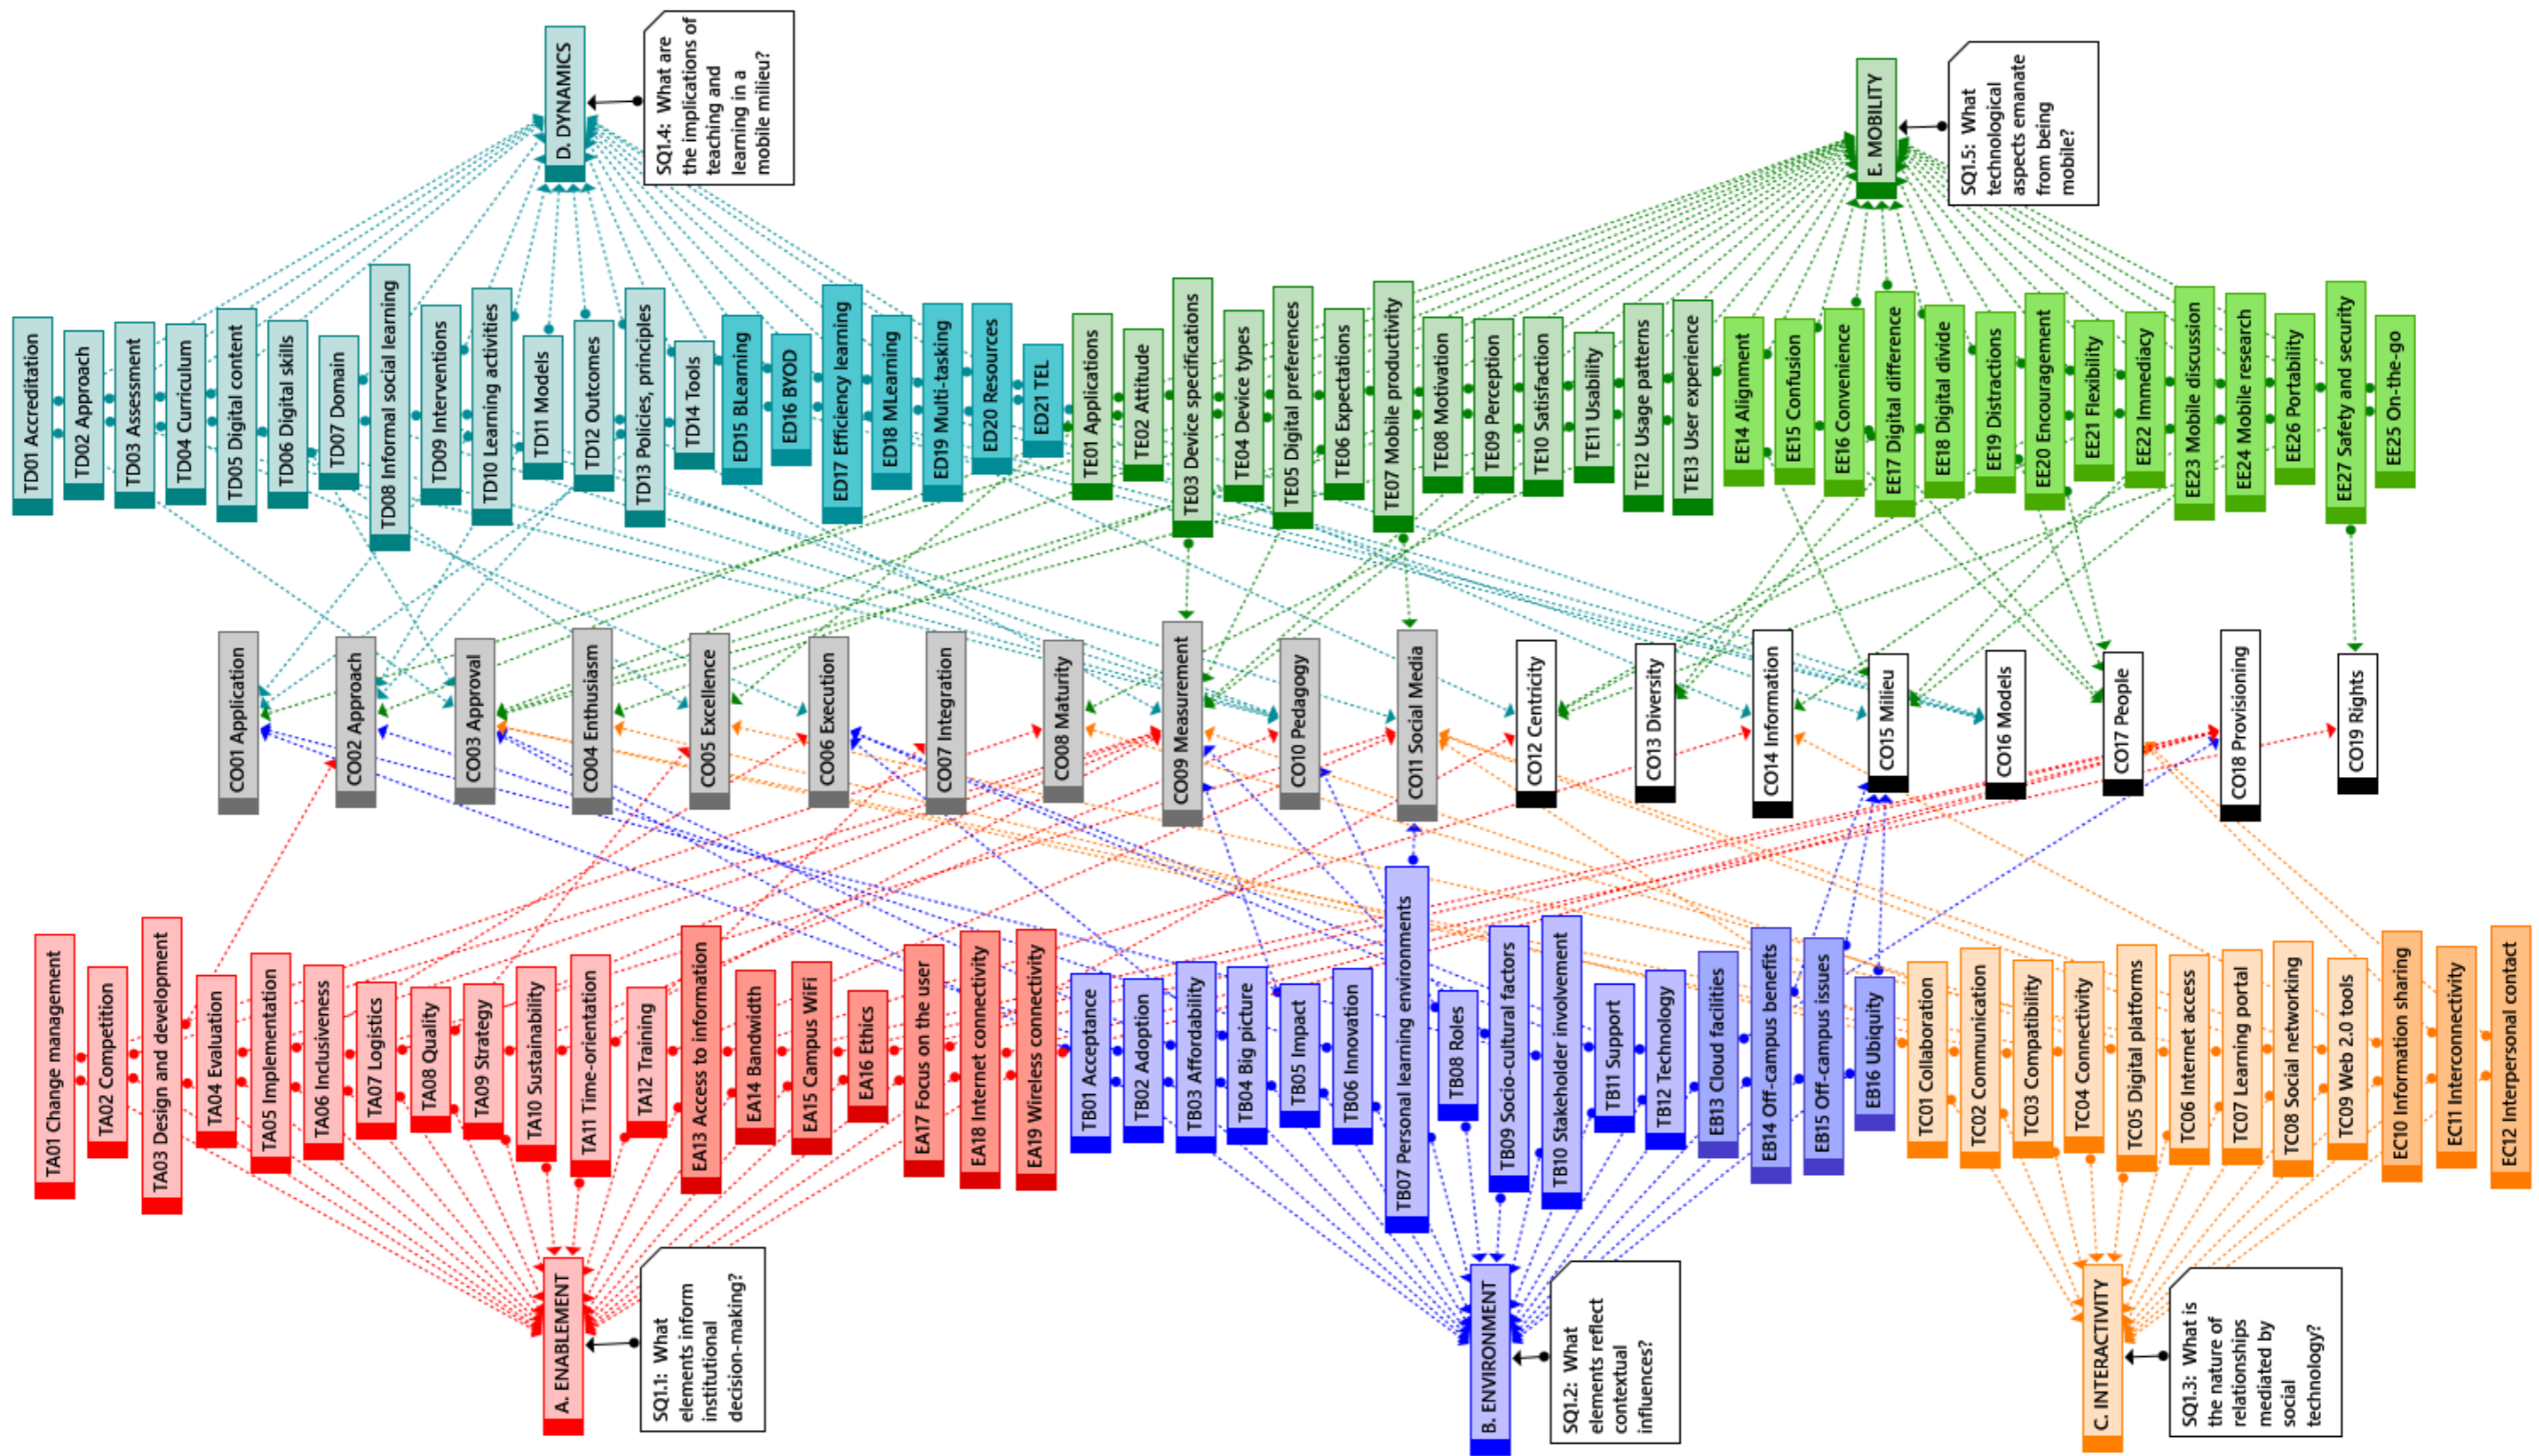 D. DYNAMICS
SQ1.4: What are
the implications of
teaching and
learning in a
mobile milieu?
E. MOBILITY
SQ1.5: What
technological
aspects emanate
from being
mobile?
TD01 Accreditation
TD02 Approach
TD03 Assessment
TD04 Curriculum
TD05 Digital content
TD06 Digital skills
TD07 Domain
TD08 Informal social learning
TD09 Interventions
TD10 Learning activities
TD11 Models
TD12 Outcomes
TD13 Policies, principles
TD14 Tools
ED15 BLearning
ED16 BYOD
ED17 Efficiency learning
ED18 MLearning
ED19 Multi-tasking
ED20 Resources
ED21 TEL
TE01 Applications
TE02 Attitude
TE03 Device specifications
TE04 Device types
TE05 Digital preferences
TE06 Expectations
TE07 Mobile productivity
TE08 Motivation
TE09 Perception
TE10 Satisfaction
TE11 Usability
TE12 Usage patterns
TE13 User experience
EE14 Alignment
EE15 Confusion
EE16 Convenience
EE17 Digital difference
EE18 Digital divide
EE19 Distractions
EE20 Encouragement
EE21 Flexibility
EE22 Immediacy
EE23 Mobile discussion
EE24 Mobile research
EE26 Portability
EE27 Safety and security
EE25 On-the-go
CO01 Application
CO02 Approach
CO03 Approval
CO04 Enthusiasm
CO05 Excellence
CO06 Execution
CO07 Integration
CO08 Maturity
CO09 Measurement
CO10 Pedagogy
CO11 Social Media
CO12 Centricity
CO13 Diversity
CO14 Information
CO15 Milieu
CO16 Models
CO17 People
CO18 Provisioning
CO19 Rights
TA01 Change management
TA02 Competition
TA03 Design and development
TA04 Evaluation
TA05 Implementation
TA06 Inclusiveness
TA07 Logistics
TA08 Quality
TA09 Strategy
TA10 Sustainability
TA11 Time-orientation
TA12 Training
EA13 Access to information
EA14 Bandwidth
EA15 Campus WiFi
EA16 Ethics
EA17 Focus on the user
EA18 Internet connectivity
EA19 Wireless connectivity
TB01 Acceptance
TB02 Adoption
TB03 Affordability
TB04 Big picture
TB05 Impact
TB06 Innovation
TB07 Personal learning environments
TB08 Roles
TB09 Socio-cultural factors
TB10 Stakeholder involvement
TB11 Support
TB12 Technology
EB13 Cloud facilities
EB14 Off-campus benefits
EB15 Off-campus issues
EB16 Ubiquity
TC01 Collaboration
TC02 Communication
TC03 Compatibility
TC04 Connectivity
TC05 Digital platforms
TC06 Internet access
TC07 Learning portal
TC08 Social networking
TC09 Web 2.0 tools
EC10 Information sharing
EC11 Interconnectivity
EC12 Interpersonal contact
A. ENABLEMENT
SQ1.1: What
elements inform
institutional
decision-making?
B. ENVIRONMENT
SQ1.2: What
elements reflect
contextual
influences?
C. INTERACTIVITY
SQ1.3: What is
the nature of
relationships
mediated by
social
technology?